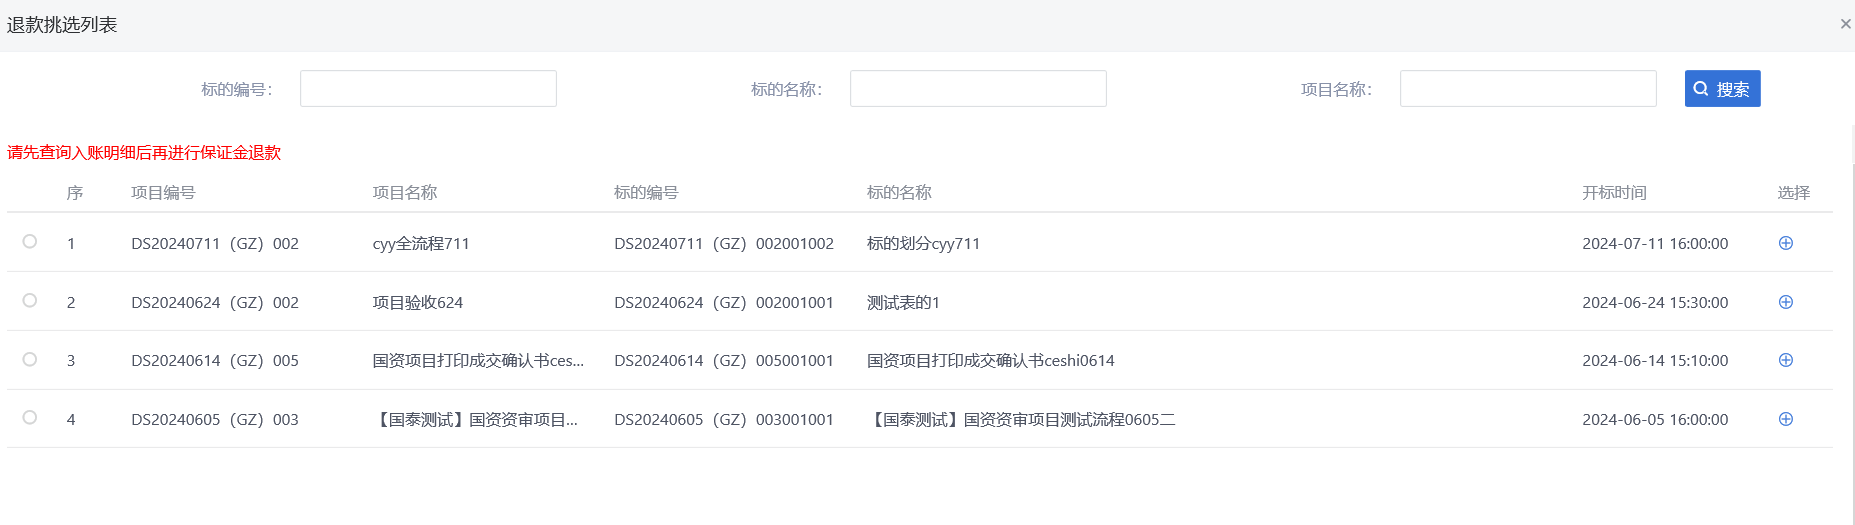 退款挑选列表
标的编号： 标的名称： 项目名称： 搜索
请先查询入账明细后再进行保证金退款
序 项目编号 项目名称 标的编号 标的名称 开标时间 选择
1 DS20240711（GZ）002 cyy全流程711 DS20240711（GZ）002001002 标的划分cyy711 2024-07-11 16:00:00
2 DS20240624（GZ）002 项目验收624 DS20240624（GZ）002001001 测试表的1 2024-06-24 15:30:00
3 DS20240614（GZ）005 国资项目打印成交确认书ces... DS20240614（GZ）005001001 国资项目打印成交确认书ceshi0614 2024-06-14 15:10:00
4 DS20240605（GZ）003 【国泰测试】国资资审项目... DS20240605（GZ）003001001 【国泰测试】国资资审项目测试流程0605二 2024-06-05 16:00:00